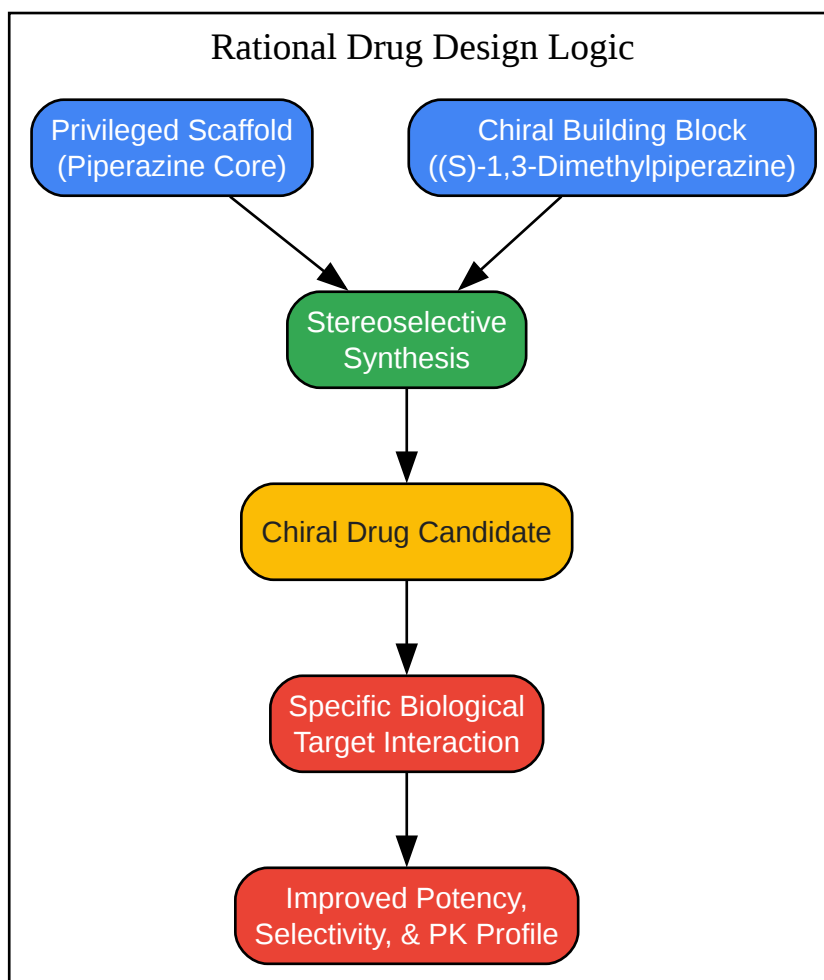 Rational Drug Design Logic
Privileged Scaffold
(Piperazine Core)
Chiral Building Block
((S)-1,3-Dimethylpiperazine)
Stereoselective
Synthesis
Chiral Drug Candidate
Specific Biological
Target Interaction
Improved Potency,
Selectivity, & PK Profile